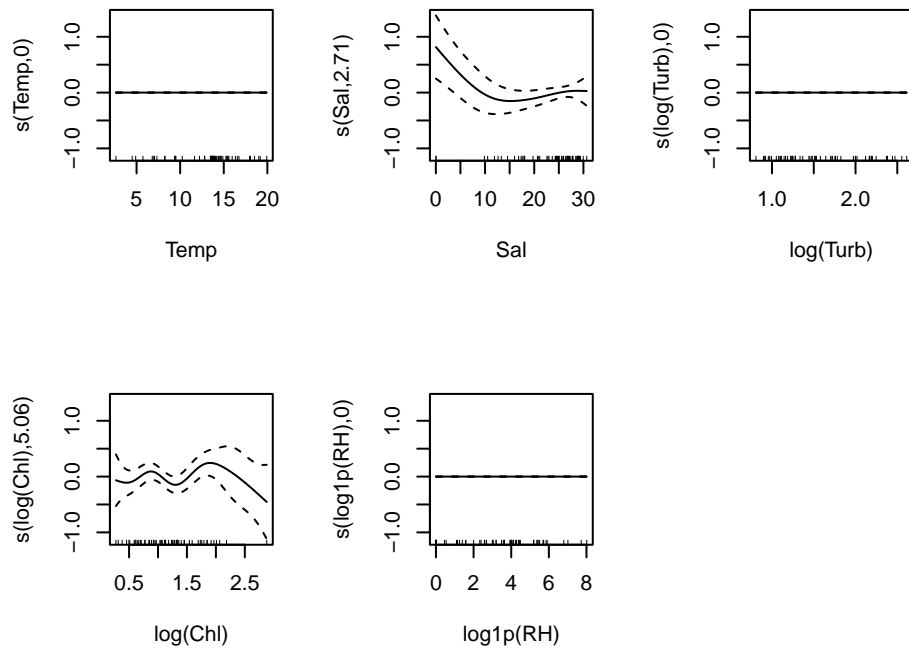 s(Temp,0)
−1.0 0.0 1.0
5 10 15 20
Temp
s(Sal,2.71)
−1.0 0.0 1.0
0 10 20 30
Sal
s(log(Turb),0)
−1.0 0.0 1.0
1.0 2.0
log(Turb)
s(log(Chl),5.06)
−1.0 0.0 1.0
0.5 1.5 2.5
log(Chl)
s(log1p(RH),0)
−1.0 0.0 1.0
0 2 4 6 8
log1p(RH)